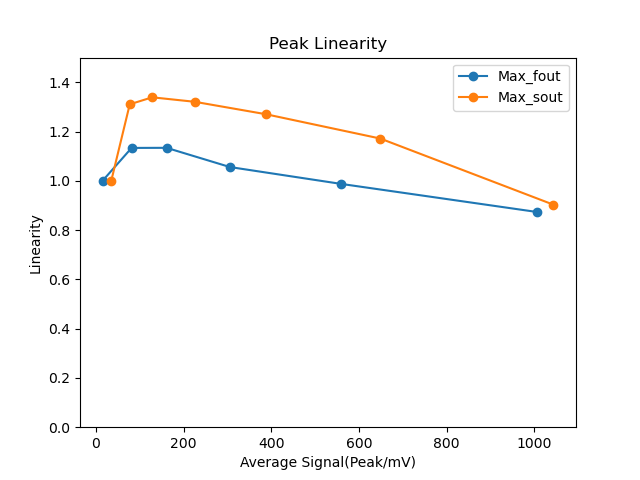 Peak Linearity
Max_fout
Max_sout
1.4
1.2
1.0
0.8
0.6
0.4
0.2
0.0
Linearity
0 200 400 600 800 1000
Average Signal(Peak/mV)